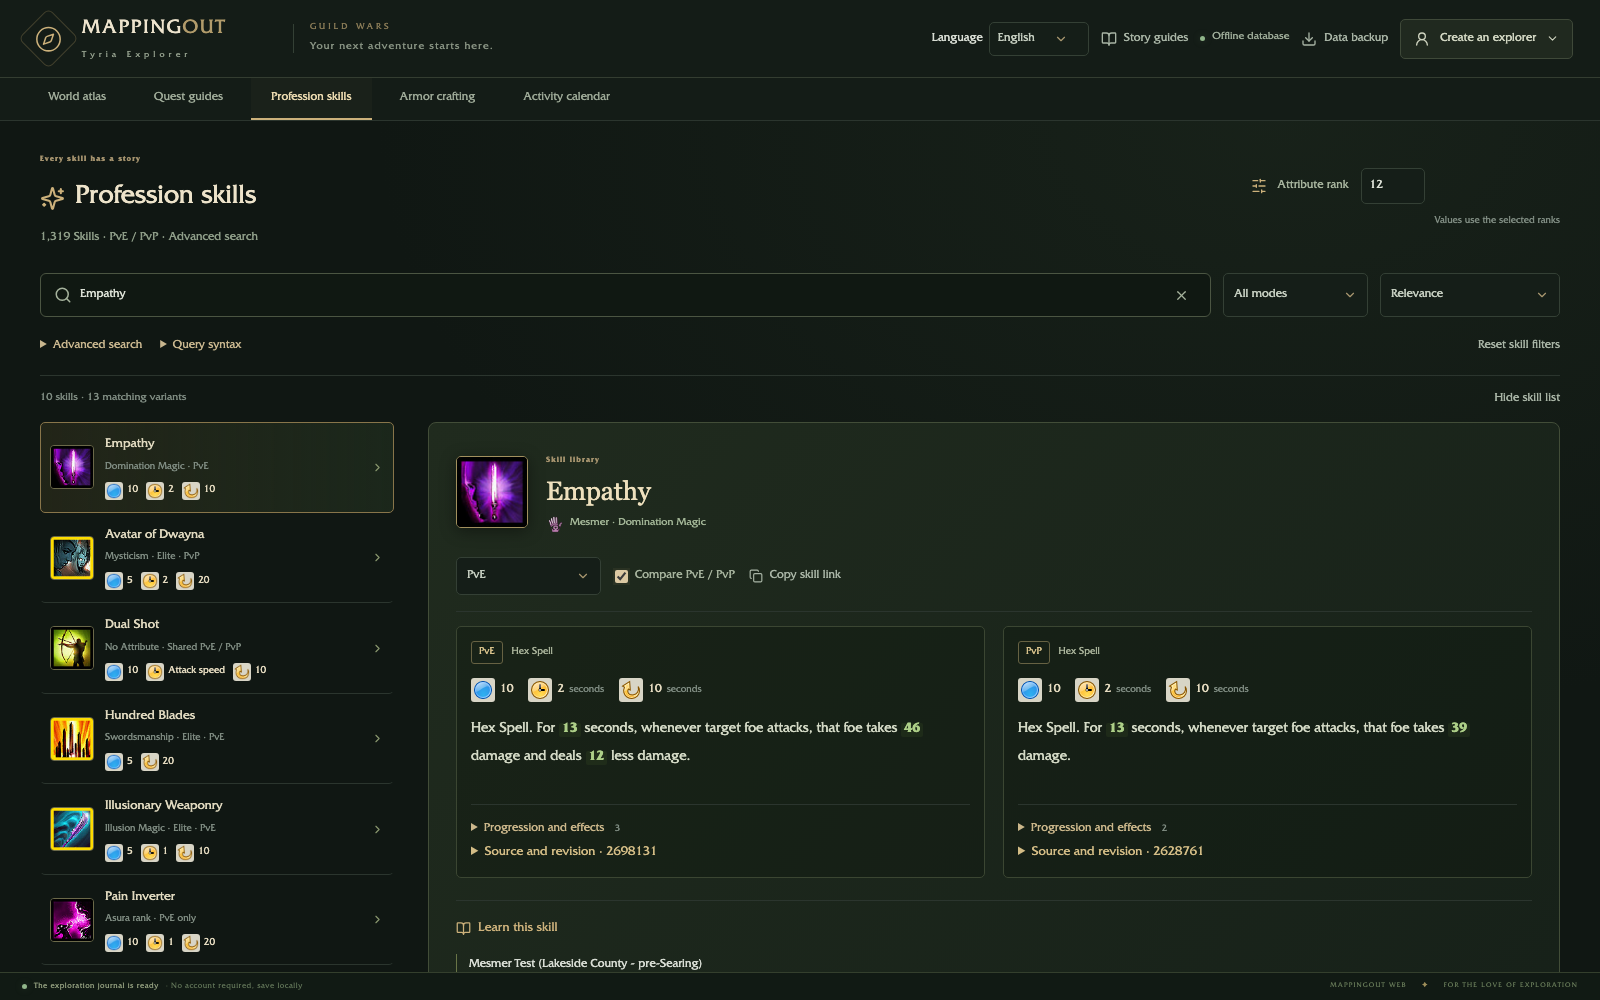 MAPPINGOUT
Tyria Explorer
GUILD WARS
Your next adventure starts here.
Language
English
Story guides
Offline database
Data backup
Create an explorer
World atlas
Quest guides
Profession skills
Armor crafting
Activity calendar
Every skill has a story
Profession skills
1,319 Skills · PvE / PvP · Advanced search
Attribute rank
12
Values use the selected ranks
Empathy
All modes
Relevance
Advanced search
Query syntax
Reset skill filters
10 skills · 13 matching variants
Hide skill list
Empathy
Domination Magic · PvE
10 2 10
Avatar of Dwayna
Mysticism · Elite · PvP
5 2 20
Dual Shot
No Attribute · Shared PvE / PvP
10 Attack speed 10
Hundred Blades
Swordsmanship · Elite · PvE
5 20
Illusionary Weaponry
Illusion Magic · Elite · PvE
5 1 10
Pain Inverter
Asura rank · PvE only
10 1 20
Skill library
Empathy
Mesmer · Domination Magic
PvE
Compare PvE / PvP
Copy skill link
PvE Hex Spell
10 2 seconds 10 seconds
Hex Spell. For 13 seconds, whenever target foe attacks, that foe takes 46
damage and deals 12 less damage.
Progression and effects 3
Source and revision · 2698131
PvP Hex Spell
10 2 seconds 10 seconds
Hex Spell. For 13 seconds, whenever target foe attacks, that foe takes 39
damage.
Progression and effects 2
Source and revision · 2628761
Learn this skill
Mesmer Test (Lakeside County - pre-Searing)
The exploration journal is ready · No account required, save locally
MAPPINGOUT WEB ✦ FOR THE LOVE OF EXPLORATION